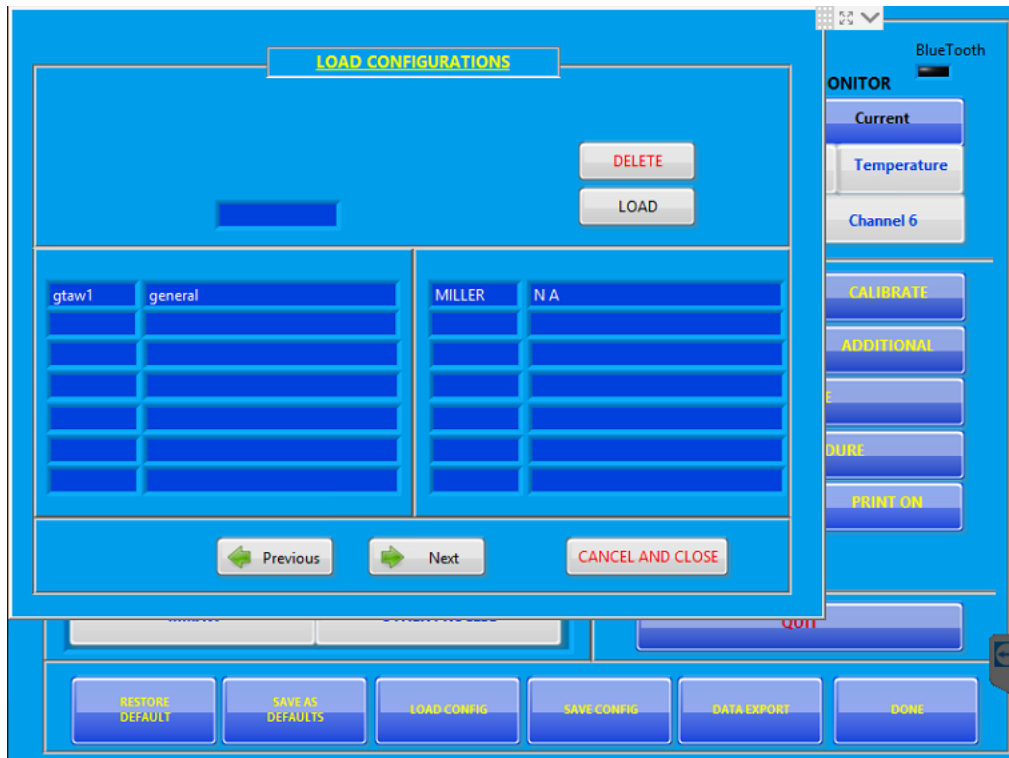 BlueTooth
LOAD CONFIGURATIONS
ONITOR
Current
DELETE
Temperature
LOAD
Channel 6
gtaw1 general MILLER N A
CALIBRATE
ADDITIONAL
E
DURE
PRINT ON
Previous Next CANCEL AND CLOSE
QUIT
RESTORE
DEFAULT
SAVE AS
DEFAULTS
LOAD CONFIG
SAVE CONFIG
DATA EXPORT
DONE